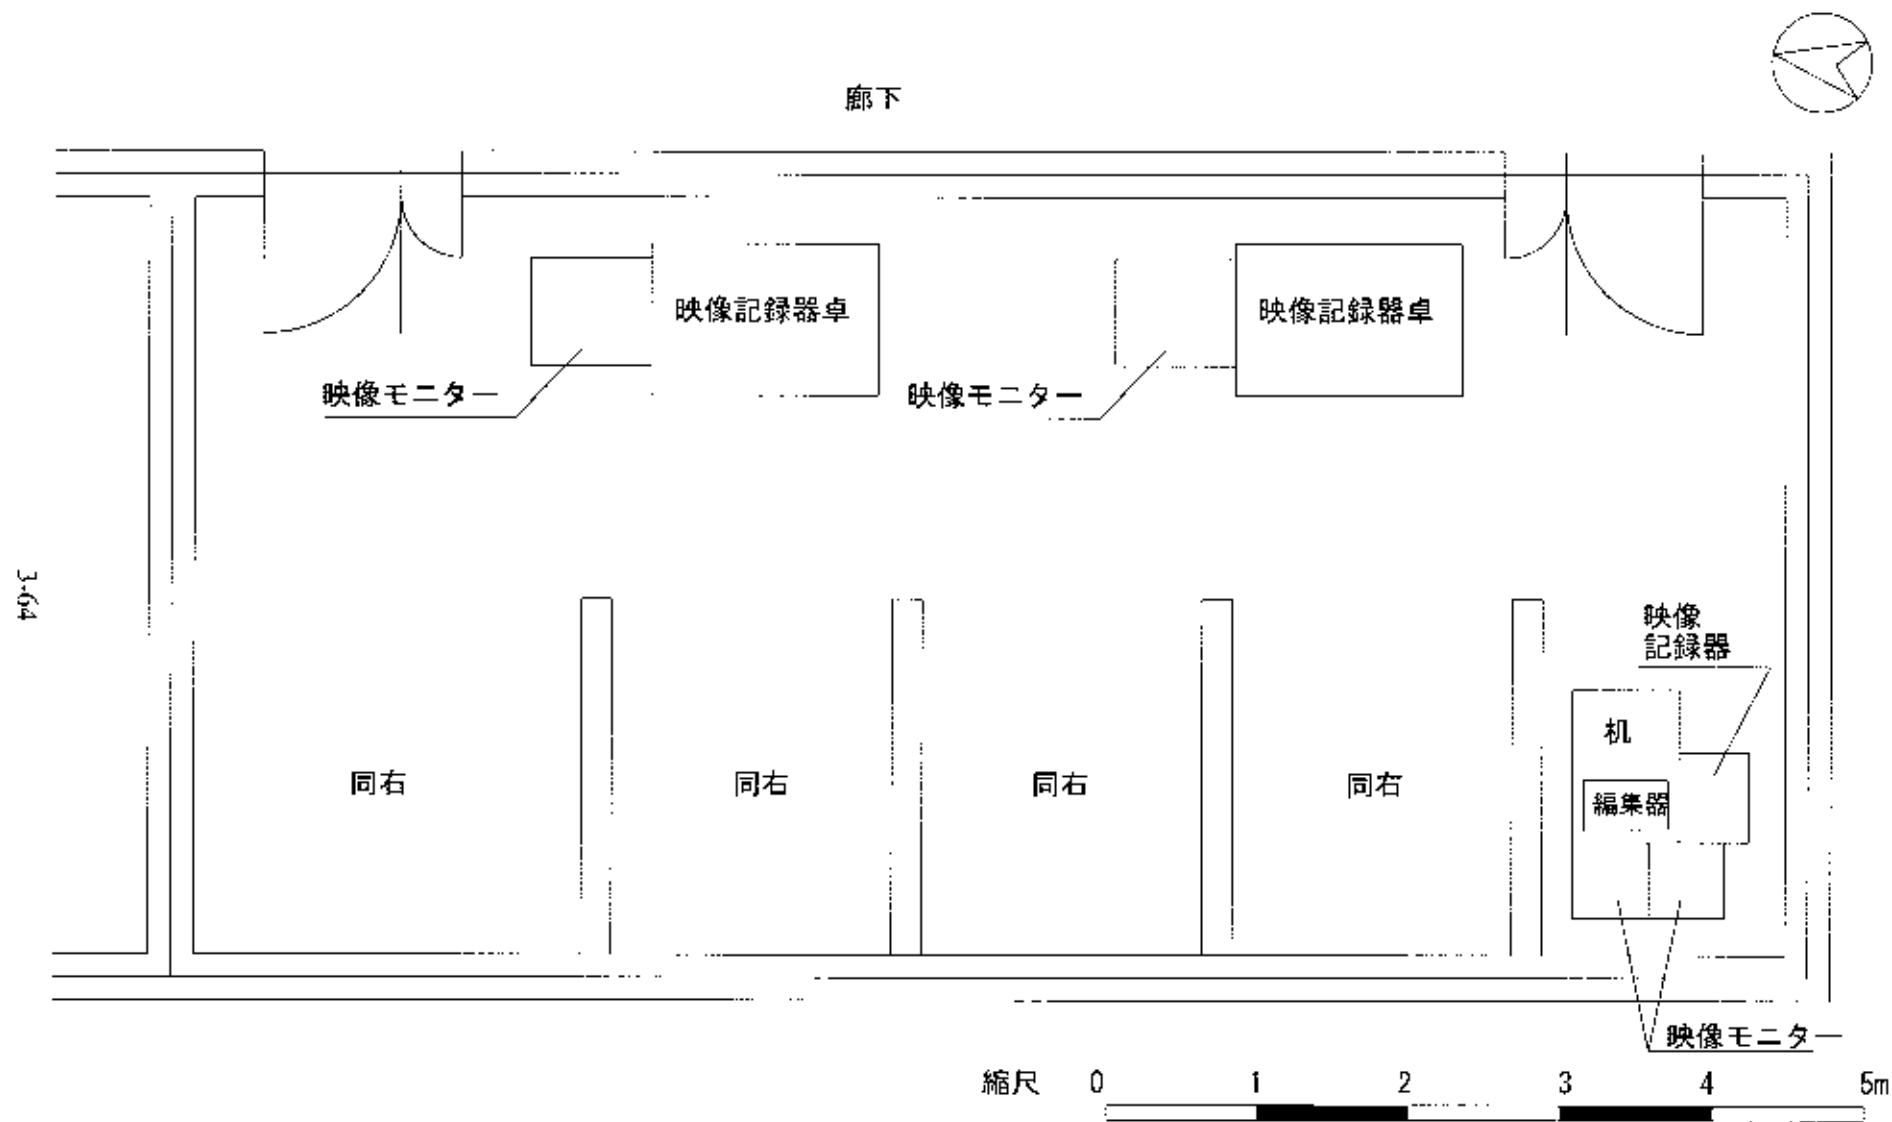 廊下
映像記録器卓
映像記録器卓
映像モニター
映像モニター
3-64
映像
記録器
机
編集器
同右
同右
同右
同右
映像モニター
縮尺 0 1 2 3 4 5m